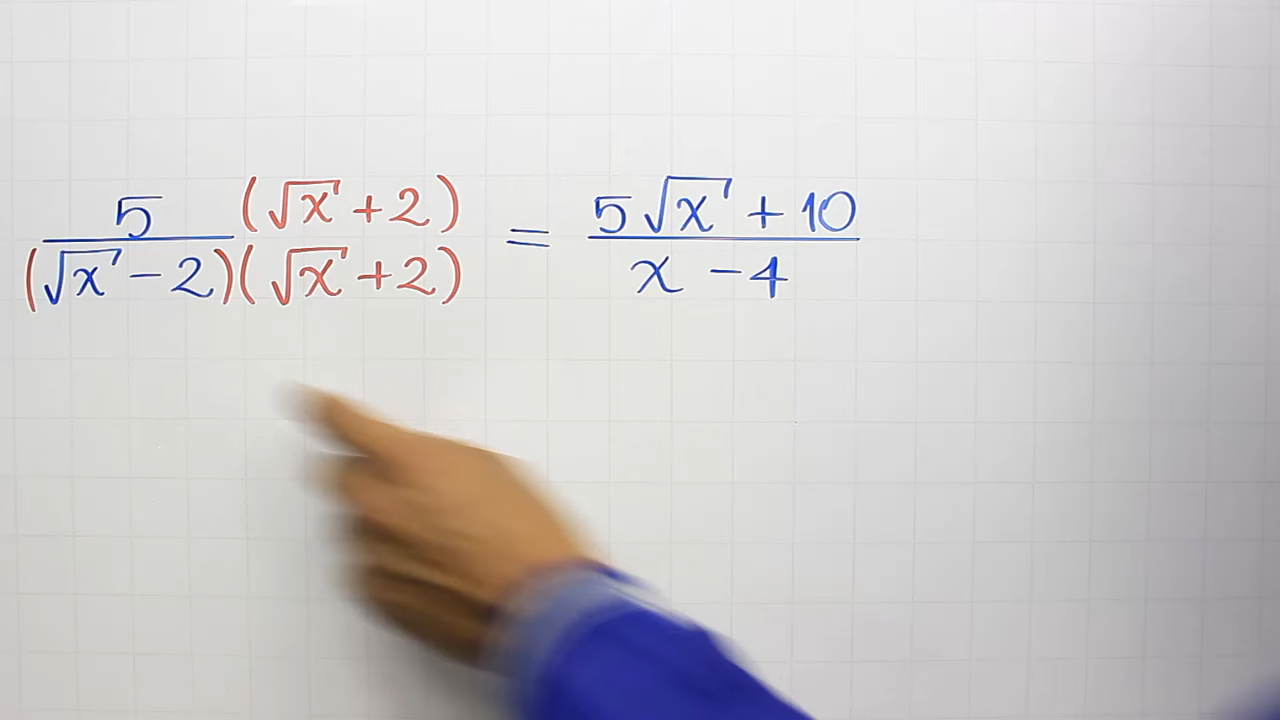 5 (√x + 2) = 5√x + 10
(√x - 2)(√x + 2) x - 4